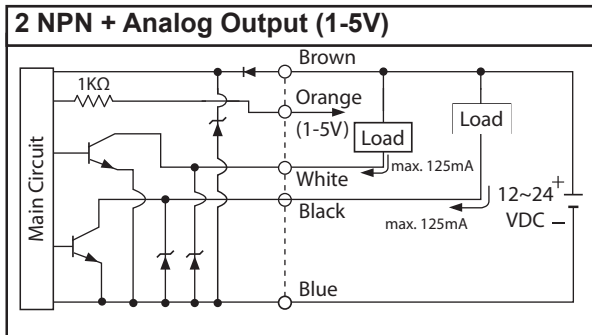 2 NPN + Analog Output (1-5V)
Brown
1KΩ
Orange
(1-5V)
Load
Load
max. 125mA
White
Main Circuit
12~24
VDC
+
−
Black
max. 125mA
Blue